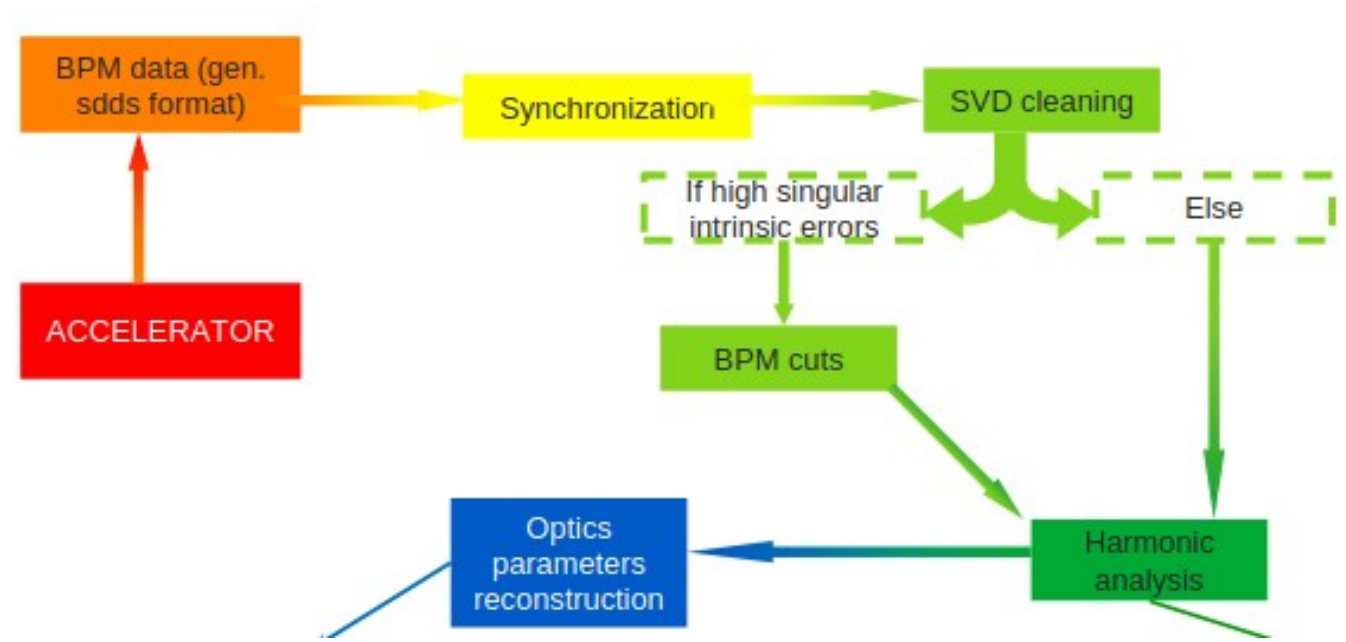 BPM data (gen.
sdds format)
Synchronization
SVD cleaning
If high singular
intrinsic errors
Else
ACCELERATOR
BPM cuts
Optics
parameters
reconstruction
Harmonic
analysis